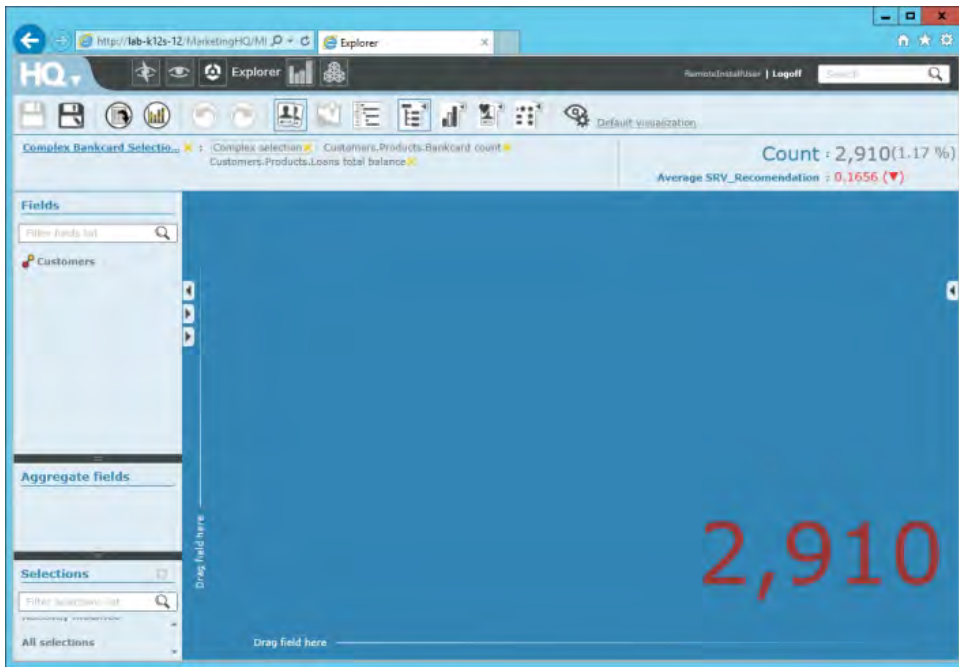 http://lab-k12s-12/MarketingHQ/MI
Explorer
HQ
Explorer
RemoteInstallUser | Logoff
Search
Default visualization
Complex Bankcard Selectio... : Complex selection Customers.Products.Bankcard count
Customers.Products.Loans total balance
Count : 2,910(1.17 %)
Average SRV_Recomendation : 0,1656 (▼)
Fields
Filter fields list
Customers
Aggregate fields
Selections
Filter selections list
All selections
Drag field here
2,910
Drag field here